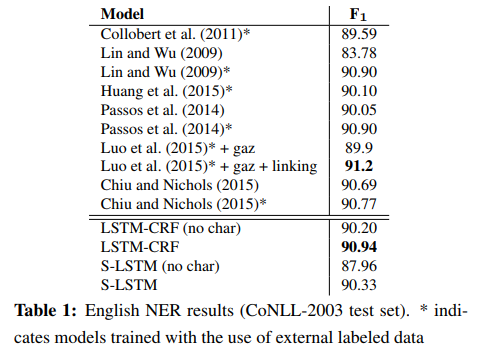 Model F1
Collobert et al. (2011)* 89.59
Lin and Wu (2009) 83.78
Lin and Wu (2009)* 90.90
Huang et al. (2015)* 90.10
Passos et al. (2014) 90.05
Passos et al. (2014)* 90.90
Luo et al. (2015)* + gaz 89.9
Luo et al. (2015)* + gaz + linking 91.2
Chiu and Nichols (2015) 90.69
Chiu and Nichols (2015)* 90.77
LSTM-CRF (no char) 90.20
LSTM-CRF 90.94
S-LSTM (no char) 87.96
S-LSTM 90.33
Table 1: English NER results (CoNLL-2003 test set). * indi-
cates models trained with the use of external labeled data